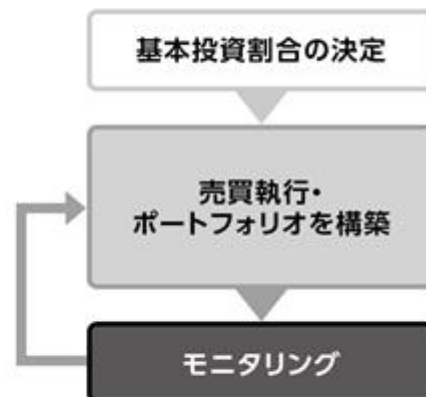 基本投資割合の決定
売買執行・
ポートフォリオを構築
モニタリング